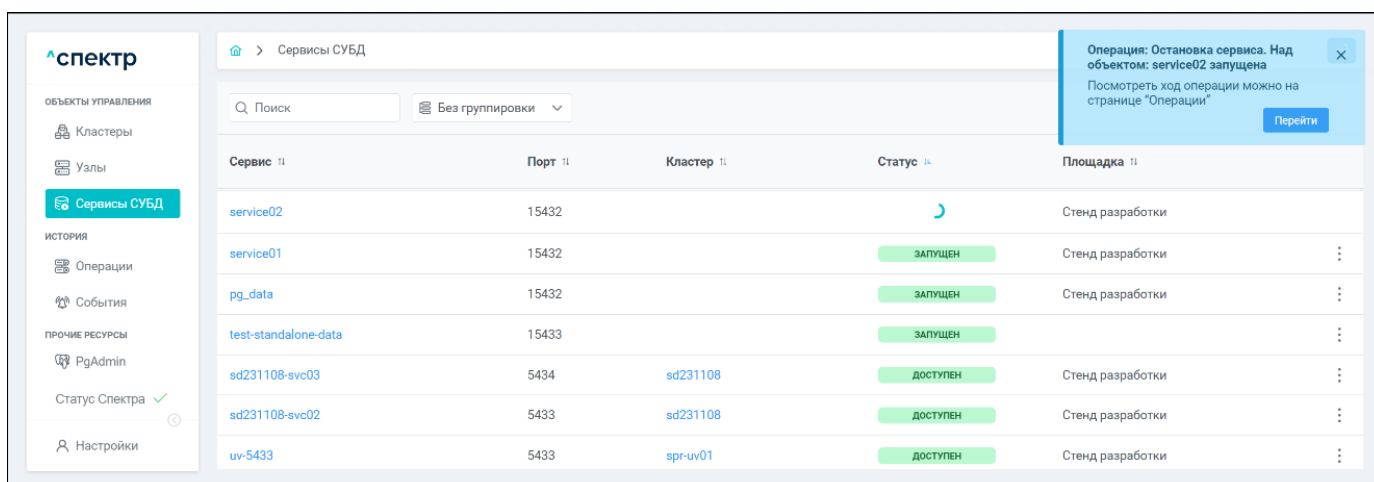 ^спектр
ОБЪЕКТЫ УПРАВЛЕНИЯ
Кластеры
Узлы
Сервисы СУБД
ИСТОРИЯ
Операции
События
ПРОЧИЕ РЕСУРСЫ
PgAdmin
Статус Спектра
Настройки
> Сервисы СУБД
Операция: Остановка сервиса. Над
объектом: service02 запущена
Посмотреть ход операции можно на
странице "Операции"
Перейти
Поиск Без группировки
Сервис Порт Кластер Статус Площадка
service02 15432 Стенд разработки
service01 15432 ЗАПУЩЕН Стенд разработки
pg_data 15432 ЗАПУЩЕН Стенд разработки
test-standalone-data 15433 ЗАПУЩЕН
sd231108-svc03 5434 sd231108 ДОСТУПЕН Стенд разработки
sd231108-svc02 5433 sd231108 ДОСТУПЕН Стенд разработки
uv-5433 5433 spr-uv01 ДОСТУПЕН Стенд разработки